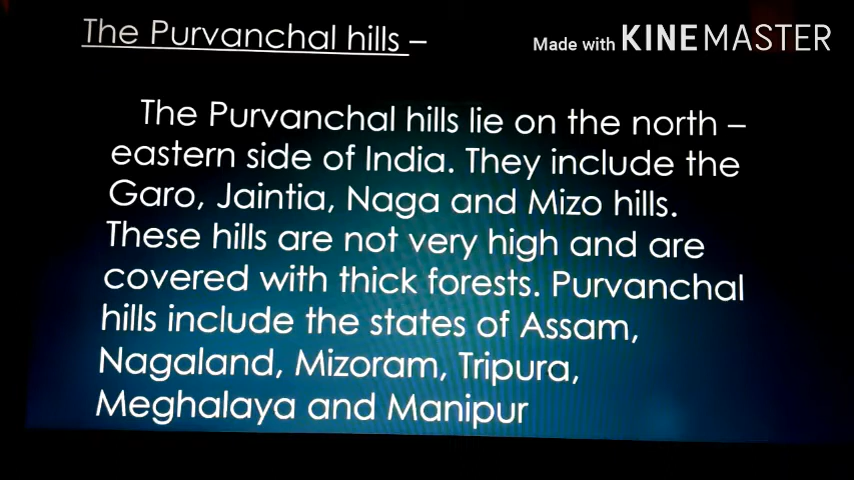 The Purvanchal hills –
Made with KINEMASTER
The Purvanchal hills lie on the north –
eastern side of India. They include the
Garo, Jaintia, Naga and Mizo hills.
These hills are not very high and are
covered with thick forests. Purvanchal
hills include the states of Assam,
Nagaland, Mizoram, Tripura,
Meghalaya and Manipur